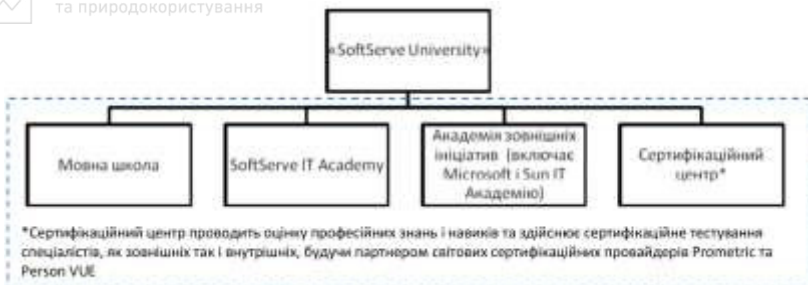 та природокористування
«SoftServe University»
Мовна школа
SoftServe IT Academy
Академія зовнішніх
ініціатив (включає
Microsoft і Sun IT
Академію)
Сертифікаційний
центр*
*Сертифікаційний центр проводить оцінку професійних знань і навиків та здійснює сертифікаційне тестування
спеціалістів, як зовнішніх так і внутрішніх, будучи партнером світових сертифікаційних провайдерів Prometric та
Person VUE